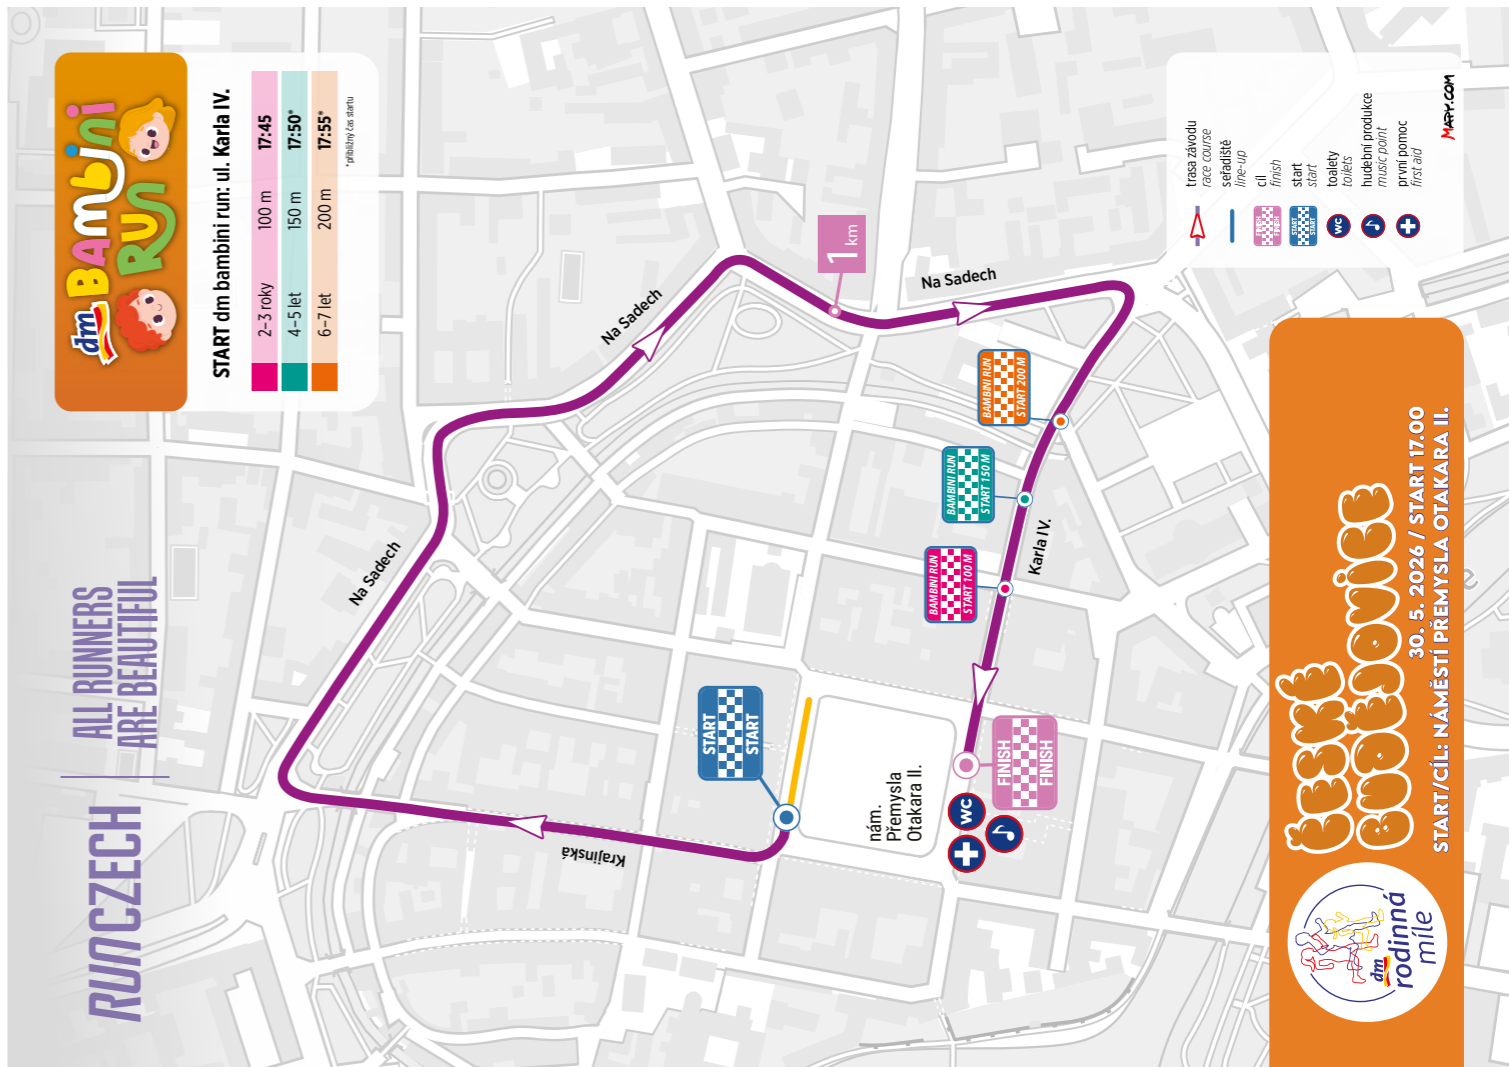 RUNCZECH
ALL RUNNERS
ARE BEAUTIFUL
dm BAMBINI
RUN
START dm bambini run: ul. Karla IV.
2–3 roky 100 m 17:45
4–5 let 150 m 17:50*
6–7 let 200 m 17:55*
*přibližný čas startu
Na Sadech
Na Sadech
Na Sadech
1 km
Krajinská
Karla IV.
START
START
BAMBINI RUN
START 100 M
BAMBINI RUN
START 150 M
BAMBINI RUN
START 200 M
nám.
Přemysla
Otakara II.
FINISH
FINISH
WC
trasa závodu
race course
seřadiště
line-up
FINISH
FINISH
cíl
finish
START
START
start
start
WC
toalety
toilets
hudební produkce
music point
první pomoc
first aid
MAPY.COM
dm
rodinná
míle
ČESKÉ
BUDĚJOVICE
30. 5. 2026 / START 17.00
START/CÍL: NÁMĚSTÍ PŘEMYSLA OTAKARA II.